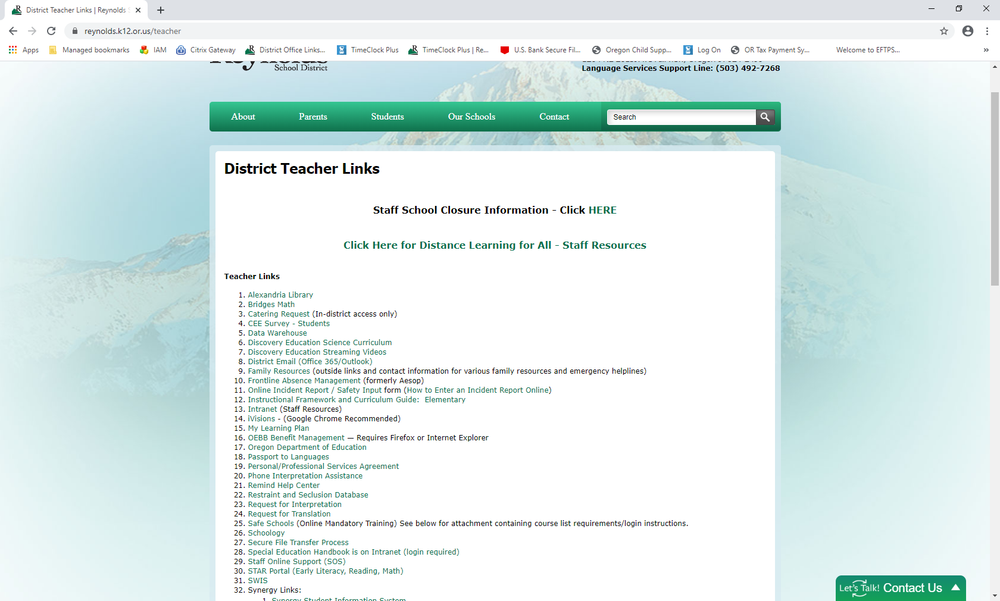 District Teacher Links | Reynolds
reynolds.k12.or.us/teacher
Apps Managed bookmarks IAM Citrix Gateway District Office Links... TimeClock Plus TimeClock Plus | Re... U.S. Bank Secure Fil... Oregon Child Supp... Log On OR Tax Payment Sy... Welcome to EFTPS... »
Reynolds
School District
Language Services Support Line: (503) 492-7268
About Parents Students Our Schools Contact Search
District Teacher Links
Staff School Closure Information - Click HERE
Click Here for Distance Learning for All - Staff Resources
Teacher Links
1. Alexandria Library
2. Bridges Math
3. Catering Request (In-district access only)
4. CEE Survey - Students
5. Data Warehouse
6. Discovery Education Science Curriculum
7. Discovery Education Streaming Videos
8. District Email (Office 365/Outlook)
9. Family Resources (outside links and contact information for various family resources and emergency helplines)
10. Frontline Absence Management (formerly Aesop)
11. Online Incident Report / Safety Input form (How to Enter an Incident Report Online)
12. Instructional Framework and Curriculum Guide: Elementary
13. Intranet (Staff Resources)
14. iVisions - (Google Chrome Recommended)
15. My Learning Plan
16. OEBB Benefit Management — Requires Firefox or Internet Explorer
17. Oregon Department of Education
18. Passport to Languages
19. Personal/Professional Services Agreement
20. Phone Interpretation Assistance
21. Remind Help Center
22. Restraint and Seclusion Database
23. Request for Interpretation
24. Request for Translation
25. Safe Schools (Online Mandatory Training) See below for attachment containing course list requirements/login instructions.
26. Schoology
27. Secure File Transfer Process
28. Special Education Handbook is on Intranet (login required)
29. Staff Online Support (SOS)
30. STAR Portal (Early Literacy, Reading, Math)
31. SWIS
32. Synergy Links:
1. Synergy Student Information System
Let's Talk! Contact Us